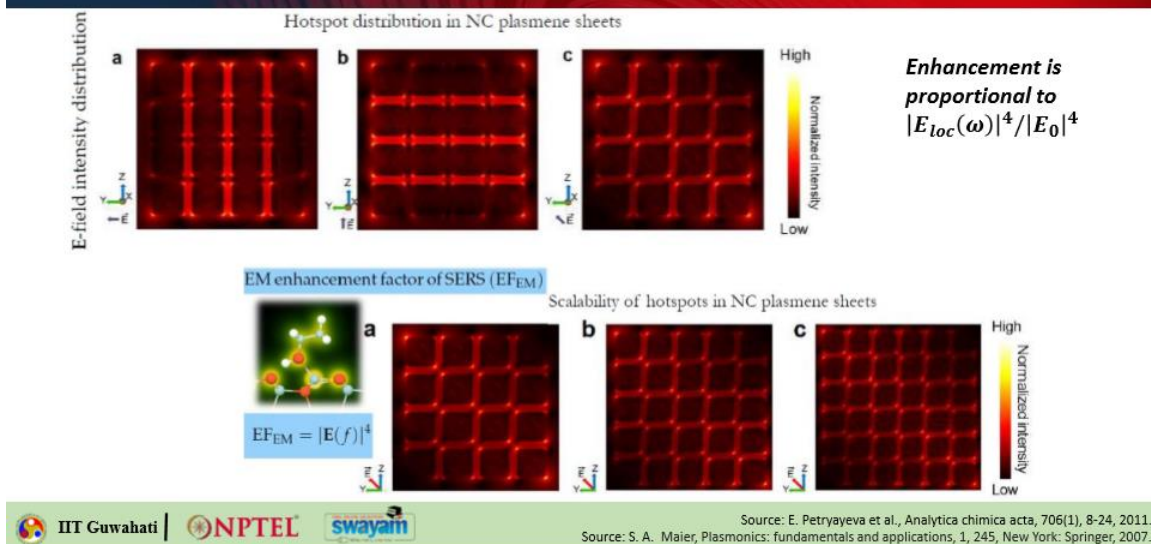 Hotspot distribution in NC plasmene sheets
E-field intensity distribution
a
b
c
High
Normalized intensity
Low
Z
Y
X
E
Z
Y
X
E
Z
Y
X
E
Enhancement is
proportional to
|E_loc(ω)|⁴/|E₀|⁴
EM enhancement factor of SERS (EF_EM)
EF_EM = |E(f)|⁴
Scalability of hotspots in NC plasmene sheets
a
b
c
High
Normalized intensity
Low
E
Z
Y
E
Z
Y
E
Z
Y
IIT Guwahati
NPTEL
swayam
Source: E. Petryayeva et al., Analytica chimica acta, 706(1), 8-24, 2011.
Source: S. A. Maier, Plasmonics: fundamentals and applications, 1, 245, New York: Springer, 2007.